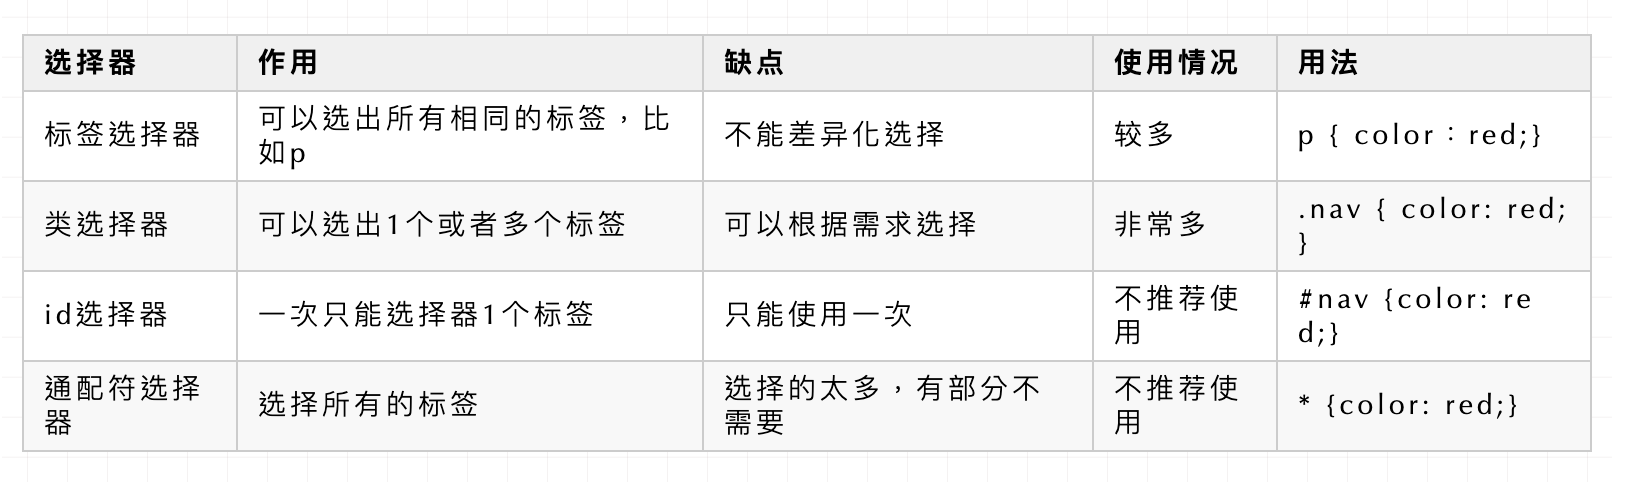 选择器 作用 缺点 使用情况 用法
标签选择器 可以选出所有相同的标签，比 不能差异化选择 较多 p { color：red;}
如p
类选择器 可以选出1个或者多个标签 可以根据需求选择 非常多 .nav { color: red;
}
id选择器 一次只能选择器1个标签 只能使用一次 不推荐使 #nav {color: re
用 d;}
通配符选择 选择所有的标签 选择的太多，有部分不 不推荐使 * {color: red;}
器 需要 用